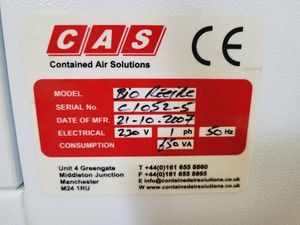 CAS
CE
Contained Air Solutions
MODEL Bio Recirc
SERIAL No. C1052-5
DATE OF MFR. 21-10-2007
ELECTRICAL 230 V 1 ph 50 Hz
CONSUMPTION 650 VA
Unit 4 Greengate T +44(0)161 655 8860
Middleton Junction F +44(0)161 655 8865
Manchester E info@containedairsolutions.co.uk
M24 1RU W www.containedairsolutions.co.uk